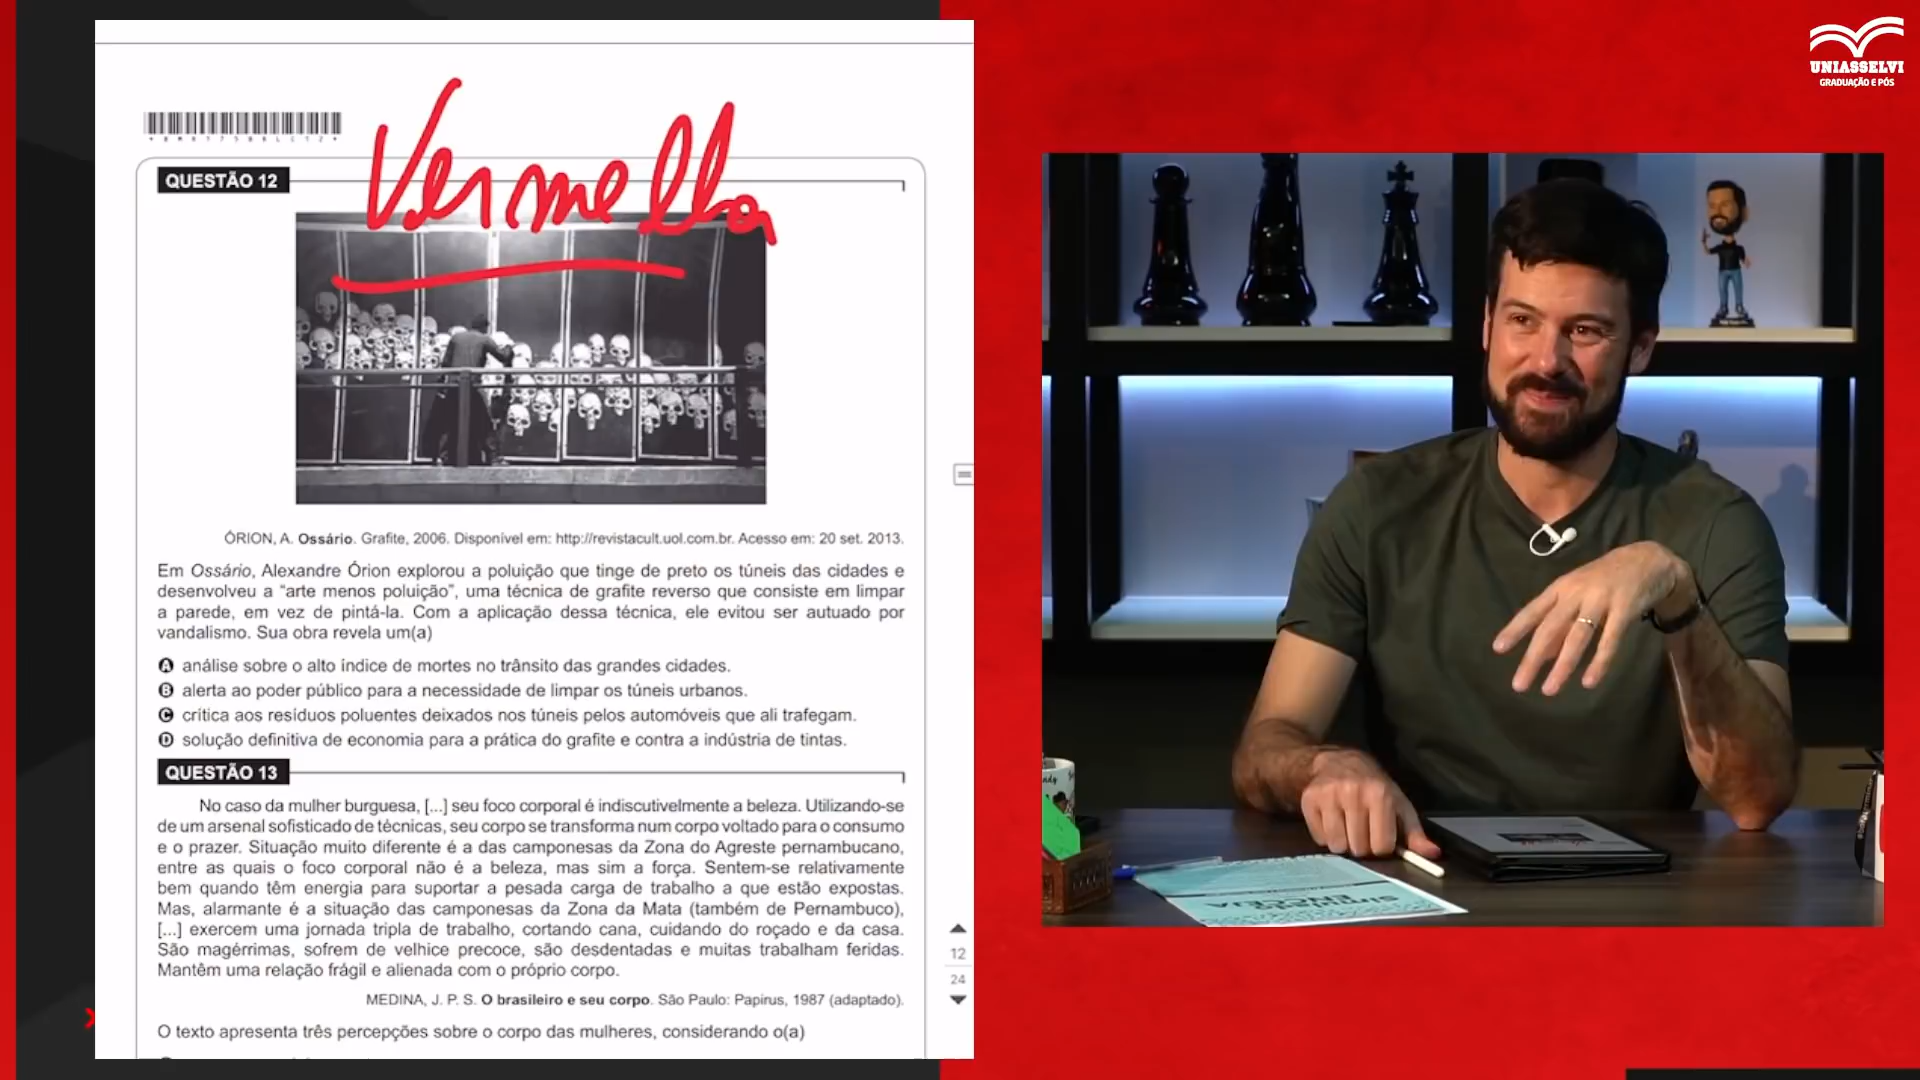 UNIASSELVI
GRADUAÇÃO E PÓS
Vermelha
QUESTÃO 12
ÓRION, A. Ossário. Grafite, 2006. Disponível em: http://revistacult.uol.com.br. Acesso em: 20 set. 2013.
Em Ossário, Alexandre Órion explorou a poluição que tinge de preto os túneis das cidades e
desenvolveu a “arte menos poluição”, uma técnica de grafite reverso que consiste em limpar
a parede, em vez de pintá-la. Com a aplicação dessa técnica, ele evitou ser autuado por
vandalismo. Sua obra revela um(a)
A análise sobre o alto índice de mortes no trânsito das grandes cidades.
B alerta ao poder público para a necessidade de limpar os túneis urbanos.
C crítica aos resíduos poluentes deixados nos túneis pelos automóveis que ali trafegam.
D solução definitiva de economia para a prática do grafite e contra a indústria de tintas.
QUESTÃO 13
No caso da mulher burguesa, [...] seu foco corporal é indiscutivelmente a beleza. Utilizando-se
de um arsenal sofisticado de técnicas, seu corpo se transforma num corpo voltado para o consumo
e o prazer. Situação muito diferente é a das camponesas da Zona do Agreste pernambucano,
entre as quais o foco corporal não é a beleza, mas sim a força. Sentem-se relativamente
bem quando têm energia para suportar a pesada carga de trabalho a que estão expostas.
Mas, alarmante é a situação das camponesas da Zona da Mata (também de Pernambuco),
[...] exercem uma jornada tripla de trabalho, cortando cana, cuidando do roçado e da casa.
São magérrimas, sofrem de velhice precoce, são desdentadas e muitas trabalham feridas.
Mantêm uma relação frágil e alienada com o próprio corpo.
MEDINA, J. P. S. O brasileiro e seu corpo. São Paulo: Papirus, 1987 (adaptado).
O texto apresenta três percepções sobre o corpo das mulheres, considerando o(a)
12
24